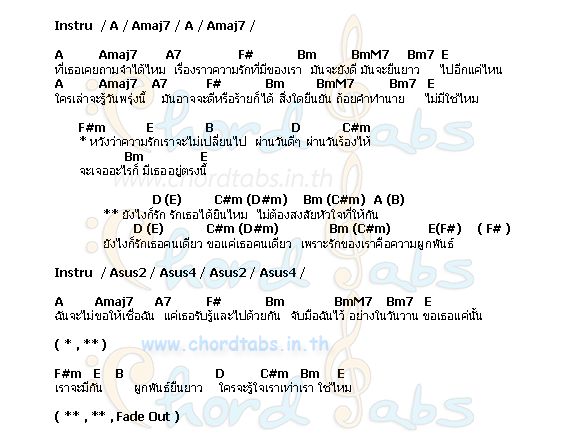 Instru / A / Amaj7 / A / Amaj7 /
A Amaj7 A7 F# Bm BmM7 Bm7 E
ที่เธอเคยถามจำได้ไหม เรื่องราวความรักที่มีของเรา มันจะยังดี มันจะยืนยาว ไปอีกแค่ไหน
A Amaj7 A7 F# Bm BmM7 Bm7 E
ใครเล่าจะรู้วันพรุ่งนี้ มันอาจจะดีหรือร้ายก็ได้ สิ่งใดยืนยัน ถ้อยคำทำนาย ไม่มีใช่ไหม
F#m E B D C#m
* หวังว่าความรักเราจะไม่เปลี่ยนไป ผ่านวันดีๆ ผ่านวันร้องไห้
Bm E
จะเจออะไรก็ มีเธออยู่ตรงนี้
D (E) C#m (D#m) Bm (C#m) A (B)
** ยังไงก็รัก รักเธอได้ยินไหม ไม่ต้องสงสัยหัวใจที่ให้กัน
D (E) C#m (D#m) Bm (C#m) E(F#) ( F# )
ยังไงก็รักเธอคนเดียว ขอแค่เธอคนเดียว เพราะรักของเราคือความผูกพันธ์
Instru / Asus2 / Asus4 / Asus2 / Asus4 /
A Amaj7 A7 F# Bm BmM7 Bm7 E
ฉันจะไม่ขอให้เชื่อฉัน แค่เธอรับรู้และไปด้วยกัน จับมือฉันไว้ อย่างในวันวาน ขอเธอแค่นั้น
( * , ** )
F#m E B D C#m Bm E
เราจะมีกัน ผูกพันธ์ยืนยาว ใครจะรู้ใจเราเท่าเรา ใช่ไหม
( ** , ** , Fade Out )
www.chordtabs.in.th
www.chordtabs.in.th